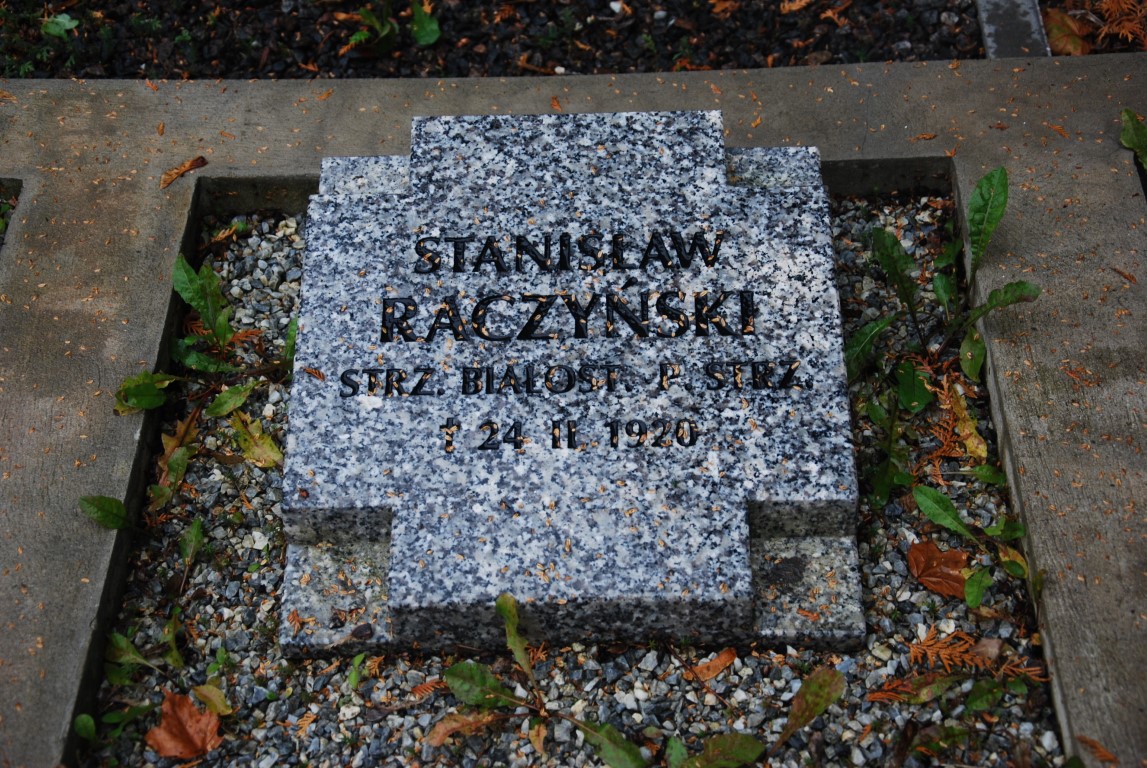 STANISŁAW
RACZYŃSKI
STRZ. BIAŁOST. P. STRZ.
† 24 II 1920